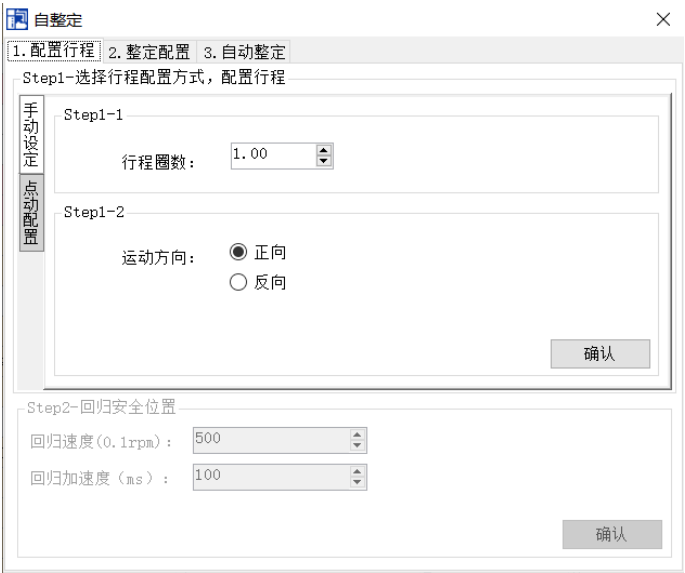 自整定
1.配置行程 2.整定配置 3.自动整定
Step1-选择行程配置方式，配置行程
手动设定
点动配置
Step1-1
行程圈数： 1.00
Step1-2
运动方向： 正向
反向
确认
Step2-回归安全位置
回归速度(0.1rpm)： 500
回归加速度（ms）： 100
确认